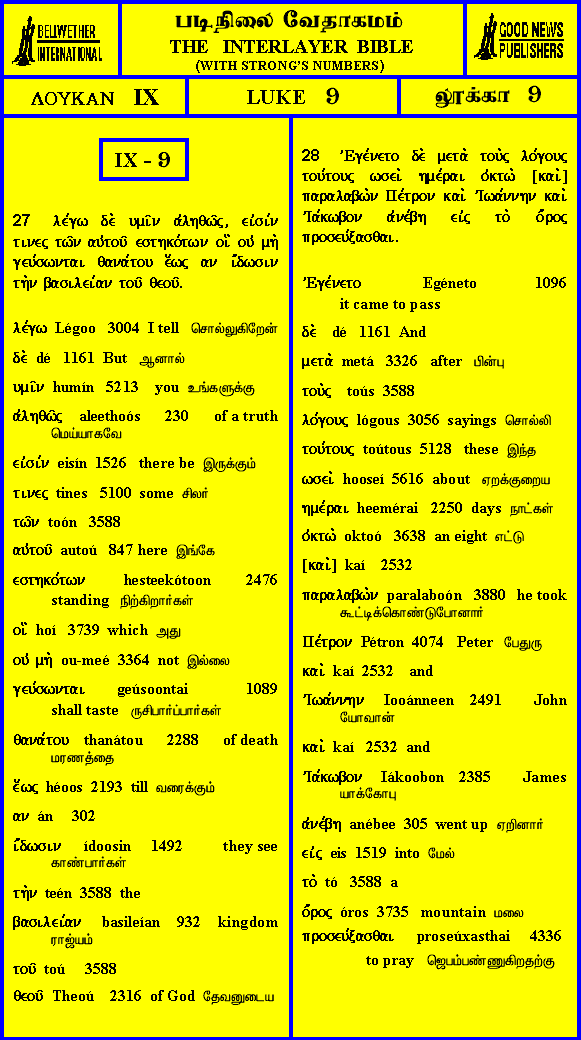 BELLWETHER
INTERNATIONAL
படிநிலை வேதாகமம்
THE INTERLAYER BIBLE
(WITH STRONG'S NUMBERS)
GOOD NEWS
PUBLISHERS
ΛΟΥΚΑΝ IX
LUKE 9
லூக்கா 9
IX - 9
27 λέγω δὲ υμῖν ἀληθῶς, εἰσίν
τινες τῶν αὐτοῦ εστηκότων οἳ οὐ μὴ
γεύσωνται θανάτου ἕως αν ἴδωσιν
τὴν βασιλείαν τοῦ θεοῦ.
λέγω Légoo 3004 I tell சொல்லுகிறேன்
δὲ dé 1161 But ஆனால்
υμῖν humín 5213 you உங்களுக்கு
ἀληθῶς aleethoós 230 of a truth
மெய்யாகவே
εἰσίν eisín 1526 there be இருக்கும்
τινες tines 5100 some சிலர்
τῶν toón 3588
αὐτοῦ autoú 847 here இங்கே
εστηκότων hesteekótoon 2476
standing நிற்கிறார்கள்
οἳ hoí 3739 which அது
οὐ μὴ ou-meé 3364 not இல்லை
γεύσωνται geúsoontai 1089
shall taste ருசிபார்ப்பார்கள்
θανάτου thanátou 2288 of death
மரணத்தை
ἕως héoos 2193 till வரைக்கும்
αν án 302
ἴδωσιν ídoosin 1492 they see
காண்பார்கள்
τὴν teén 3588 the
βασιλείαν basileían 932 kingdom
ராஜ்யம்
τοῦ toú 3588
θεοῦ Theoú 2316 of God தேவனுடைய
28 Ἐγένετο δὲ μετὰ τοὺς λόγους
τούτους ωσεὶ ημέραι ὀκτὼ [καὶ]
παραλαβὼν Πέτρον καὶ Ἰωάννην καὶ
Ἰάκωβον ἀνέβη εἰς τὸ ὄρος
προσεύξασθαι.
Ἐγένετο Egéneto 1096
it came to pass
δὲ dé 1161 And
μετὰ metá 3326 after பின்பு
τοὺς toús 3588
λόγους lógous 3056 sayings சொல்லி
τούτους toútous 5128 these இந்த
ωσεὶ hooseí 5616 about ஏறக்குறைய
ημέραι heemérai 2250 days நாட்கள்
ὀκτὼ oktoó 3638 an eight எட்டு
[καὶ] kaí 2532
παραλαβὼν paralaboón 3880 he took
கூட்டிக்கொண்டுபோனார்
Πέτρον Pétron 4074 Peter பேதுரு
καὶ kaí 2532 and
Ἰωάννην Iooánneen 2491 John
யோவான்
καὶ kaí 2532 and
Ἰάκωβον Iákoobon 2385 James
யாக்கோபு
ἀνέβη anébee 305 went up ஏறினார்
εἰς eis 1519 into மேல்
τὸ tó 3588 a
ὄρος óros 3735 mountain மலை
προσεύξασθαι proseúxasthai 4336
to pray ஜெபம்பண்ணுகிறதற்கு